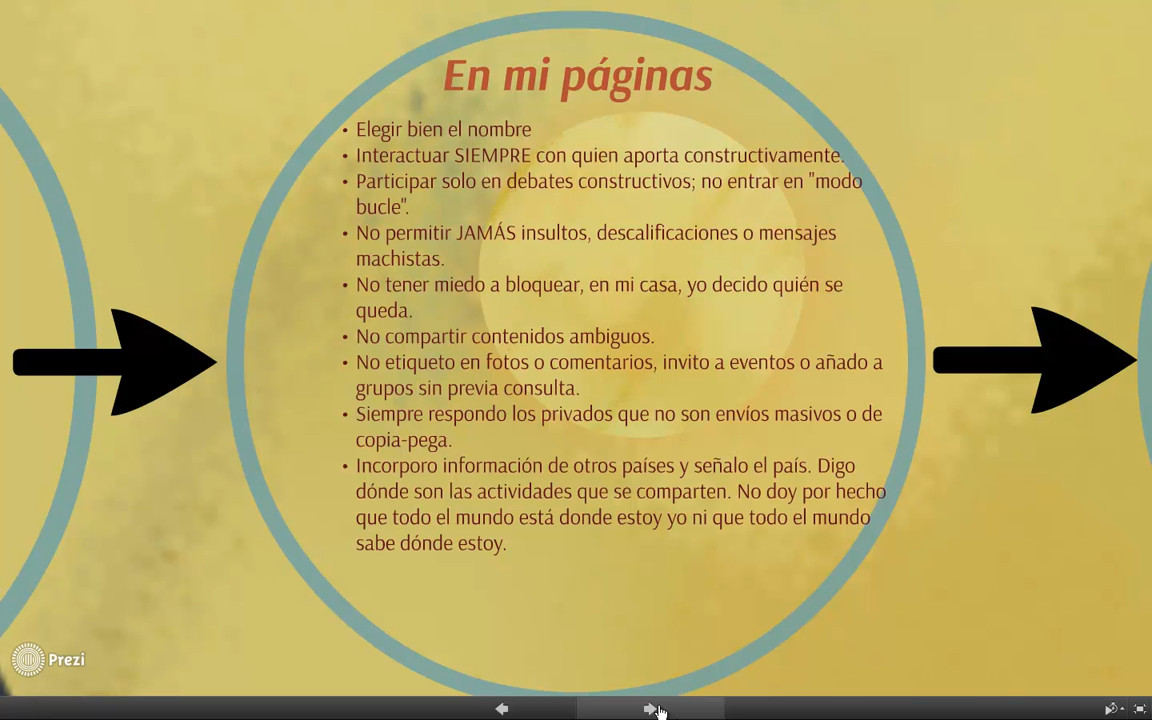 En mi páginas
• Elegir bien el nombre
• Interactuar SIEMPRE con quien aporta constructivamente.
• Participar solo en debates constructivos; no entrar en "modo
bucle".
• No permitir JAMÁS insultos, descalificaciones o mensajes
machistas.
• No tener miedo a bloquear, en mi casa, yo decido quién se
queda.
• No compartir contenidos ambiguos.
• No etiqueto en fotos o comentarios, invito a eventos o añado a
grupos sin previa consulta.
• Siempre respondo los privados que no son envíos masivos o de
copia-pega.
• Incorporo información de otros países y señalo el país. Digo
dónde son las actividades que se comparten. No doy por hecho
que todo el mundo está donde estoy yo ni que todo el mundo
sabe dónde estoy.
Prezi